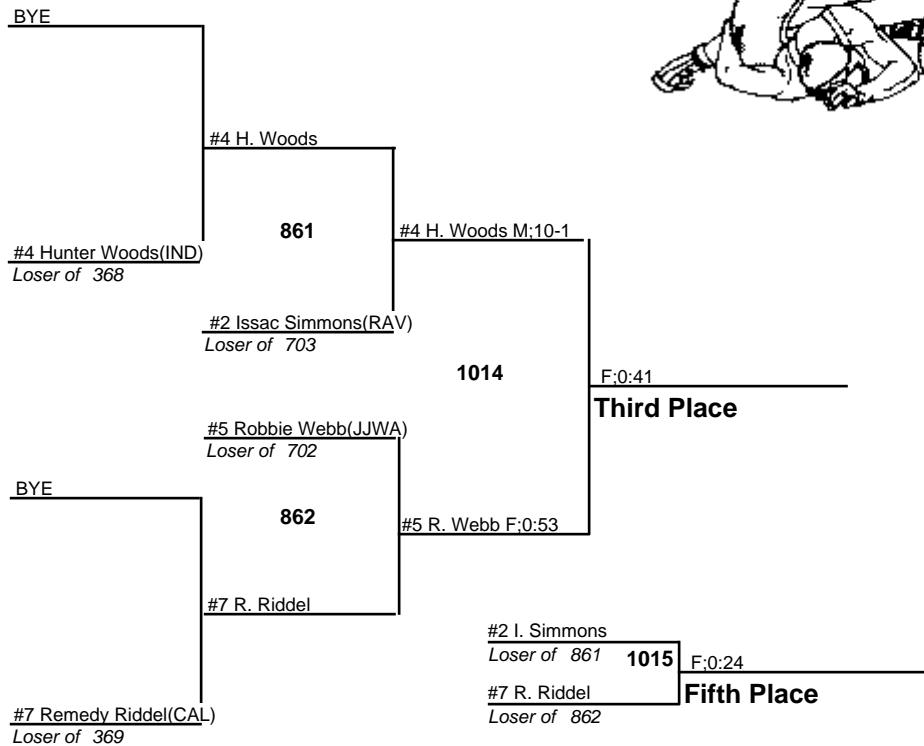 BYE
#4 H. Woods
861
#4 H. Woods M;10-1
#4 Hunter Woods(IND)
Loser of 368
#2 Issac Simmons(RAV)
Loser of 703
1014
F;0:41
Third Place
#5 Robbie Webb(JJWA)
Loser of 702
BYE
862
#5 R. Webb F;0:53
#7 R. Riddel
#2 I. Simmons
Loser of 861
1015
F;0:24
Fifth Place
#7 R. Riddel
Loser of 862
#7 Remedy Riddel(CAL)
Loser of 369